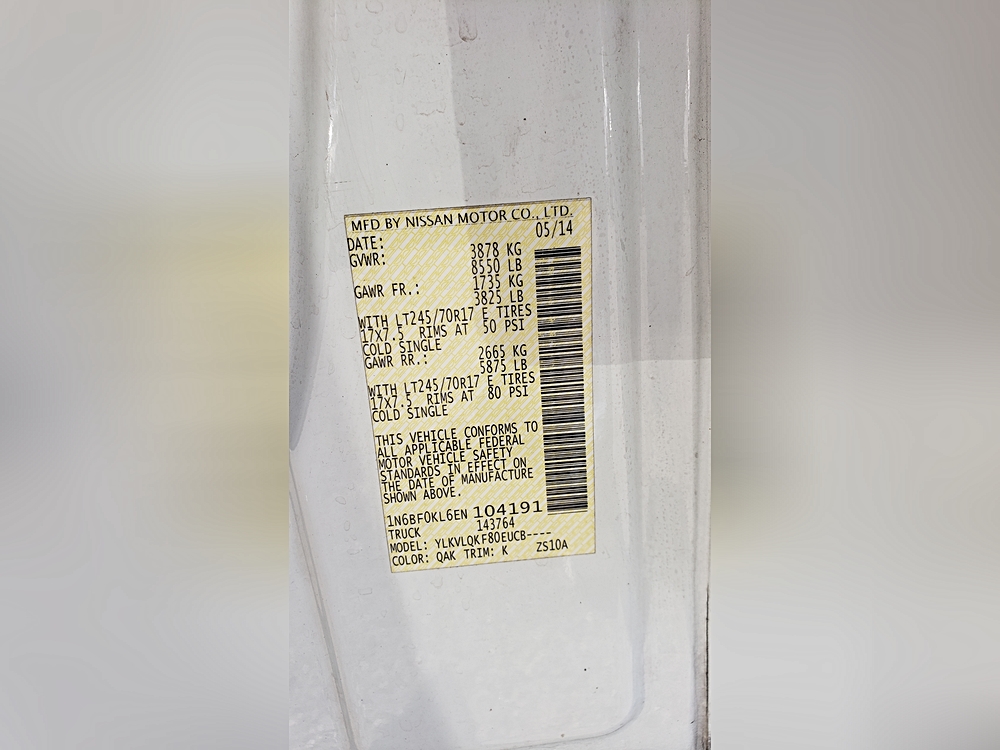 MFD BY NISSAN MOTOR CO., LTD.
DATE: 05/14
GVWR: 3878 KG
8550 LB
GAWR FR.: 1735 KG
3825 LB
WITH LT245/70R17 E TIRES
17X7.5 RIMS AT 50 PSI
COLD SINGLE
GAWR RR.: 2665 KG
5875 LB
WITH LT245/70R17 E TIRES
17X7.5 RIMS AT 80 PSI
COLD SINGLE
THIS VEHICLE CONFORMS TO
ALL APPLICABLE FEDERAL
MOTOR VEHICLE SAFETY
STANDARDS IN EFFECT ON
THE DATE OF MANUFACTURE
SHOWN ABOVE.
1N6BF0KL6EN 104191
TRUCK 143764
MODEL: YLKVLQKF80EUCB----
COLOR: QAK TRIM: K ZS10A